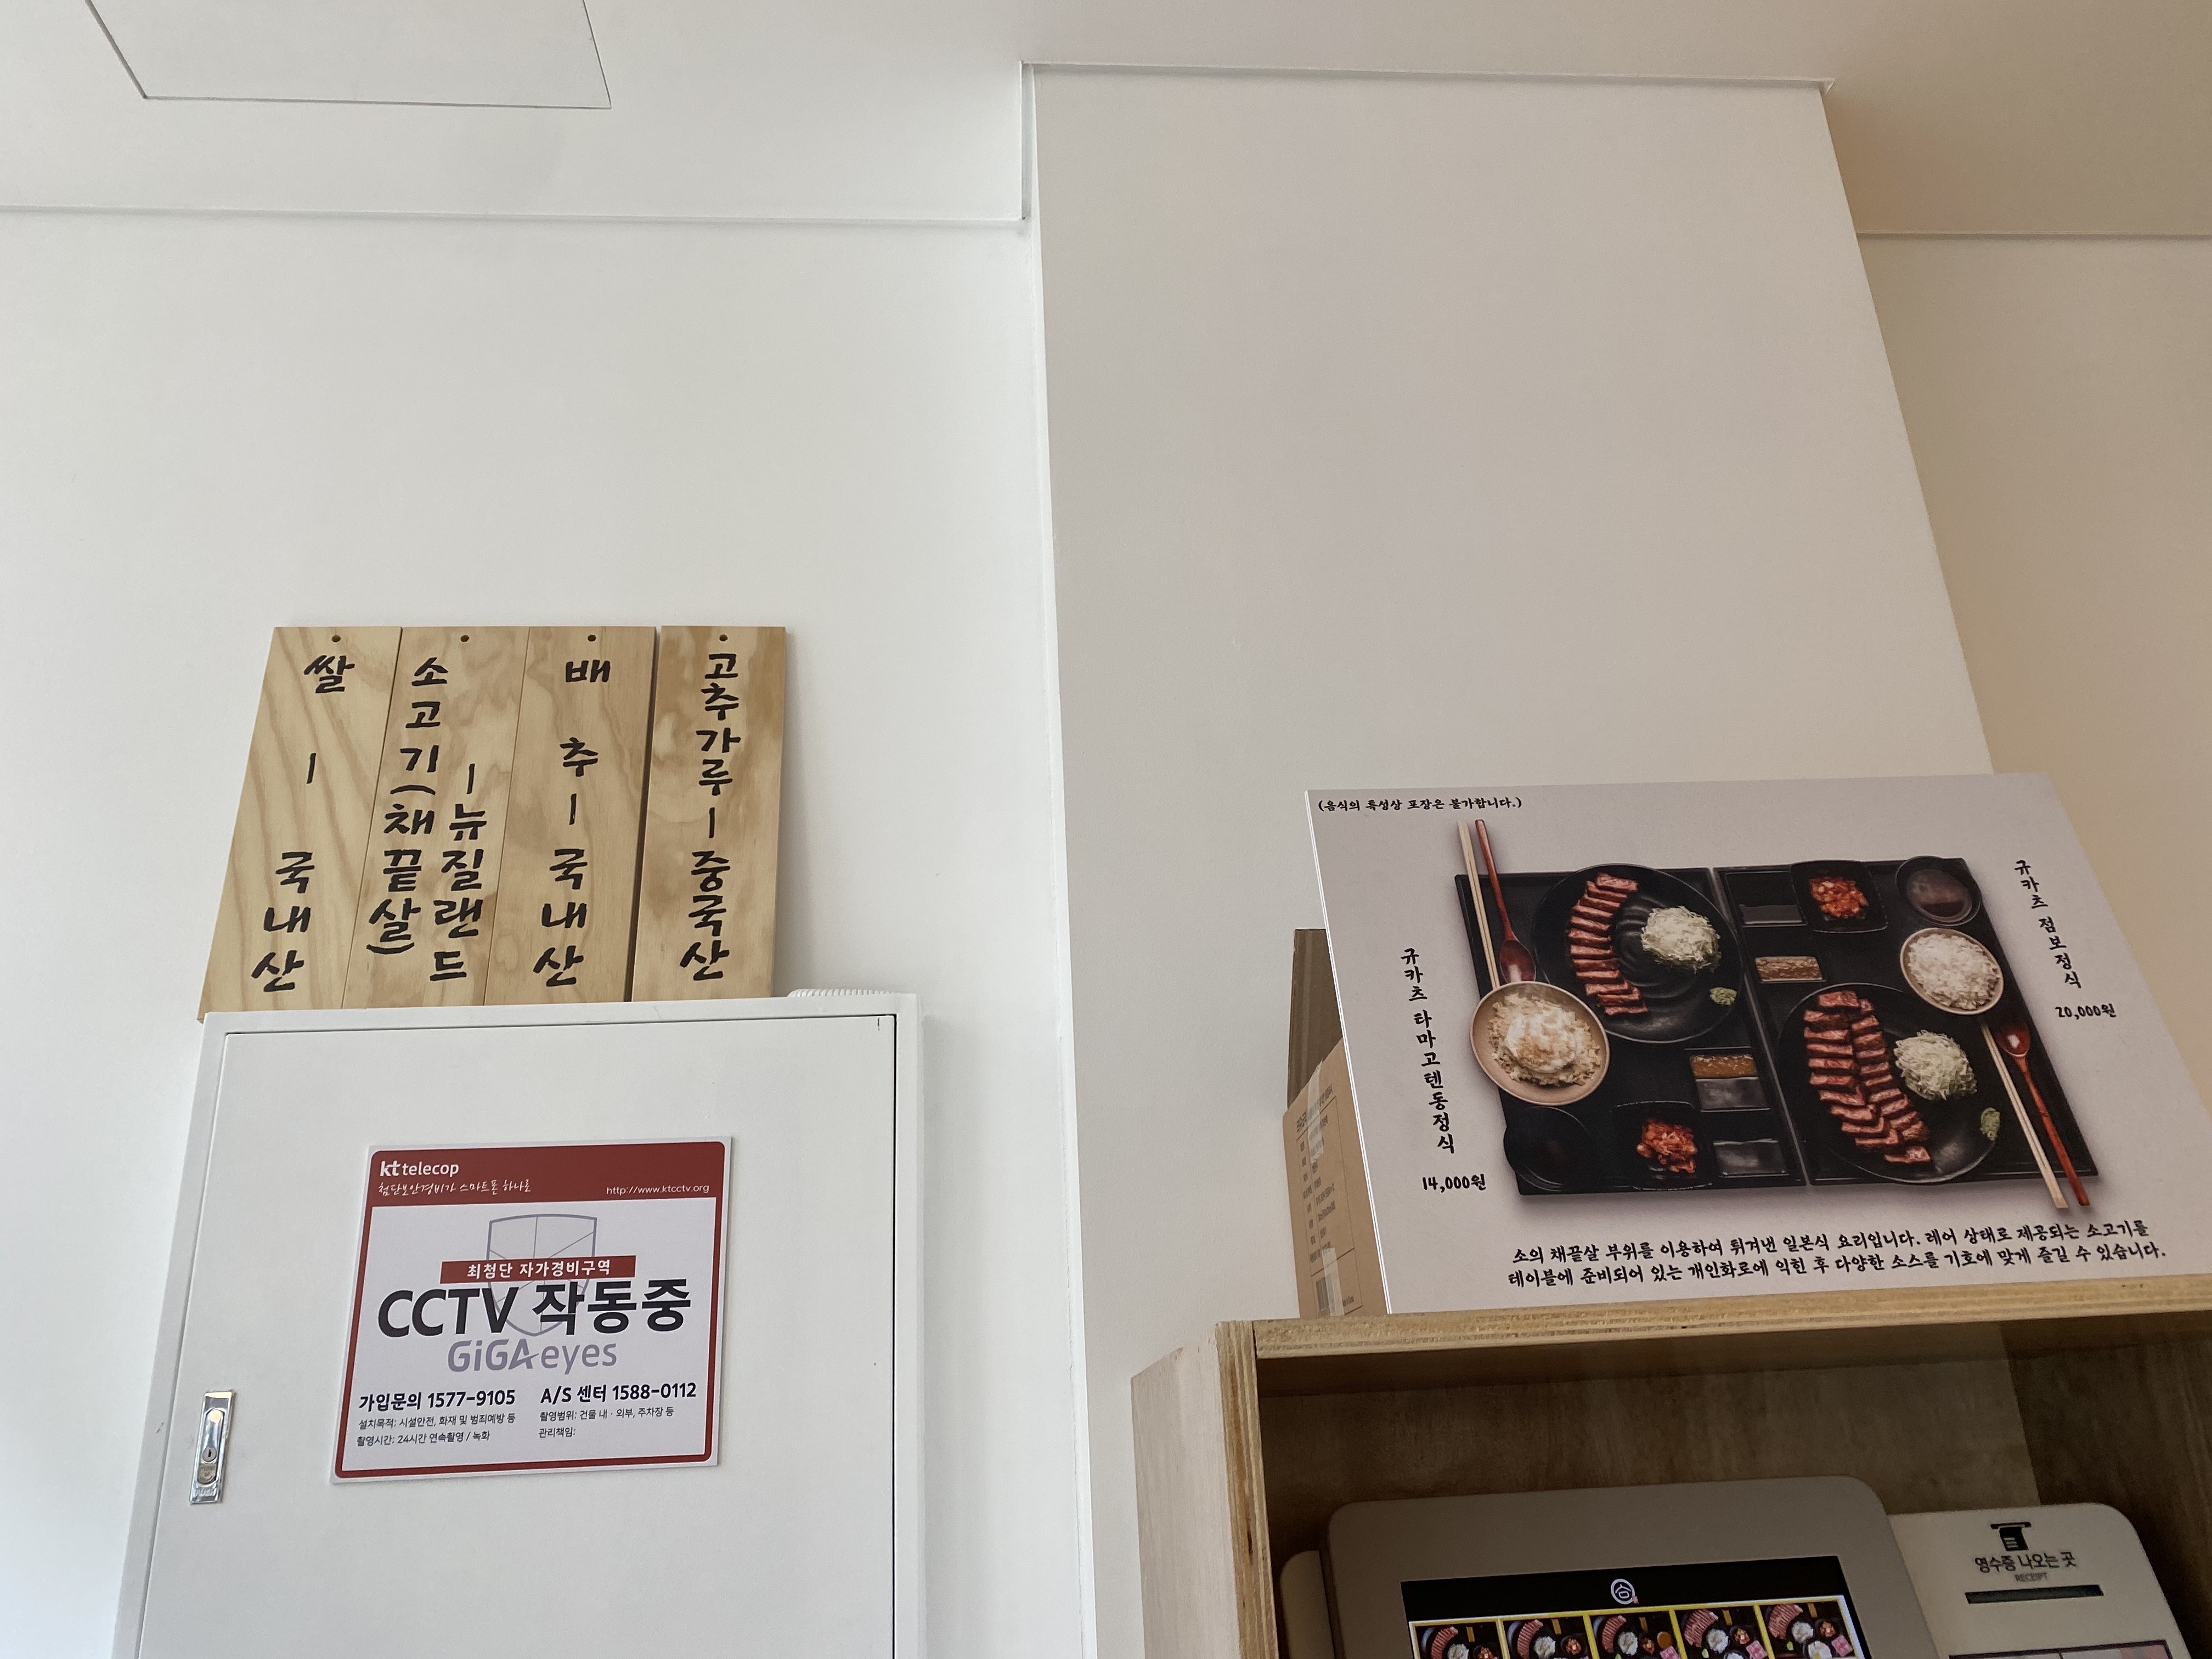 쌀 - 국내산
소고기(채끝살)
-뉴질랜드
배추-국내산
고추가루-중국산
kt telecop
첨단보안경비가 스마트폰 하나로
http://www.ktcctv.org
최첨단 자가경비구역
CCTV 작동중
GiGA eyes
가입문의 1577-9105
A/S 센터 1588-0112
설치목적: 시설안전, 화재 및 범죄예방 등
촬영범위: 건물 내·외부, 주차장 등
촬영시간: 24시간 연속촬영 / 녹화
관리책임:
(음식의 특성상 포장은 불가합니다.)
규카츠 타마고텐동정식
14,000원
규카츠 점보정식
20,000원
소의 채끝살 부위를 이용하여 튀겨낸 일본식 요리입니다. 레어 상태로 제공되는 소고기를
테이블에 준비되어 있는 개인화로에 익힌 후 다양한 소스를 기호에 맞게 즐길 수 있습니다.
영수증 나오는 곳
RECEIPT